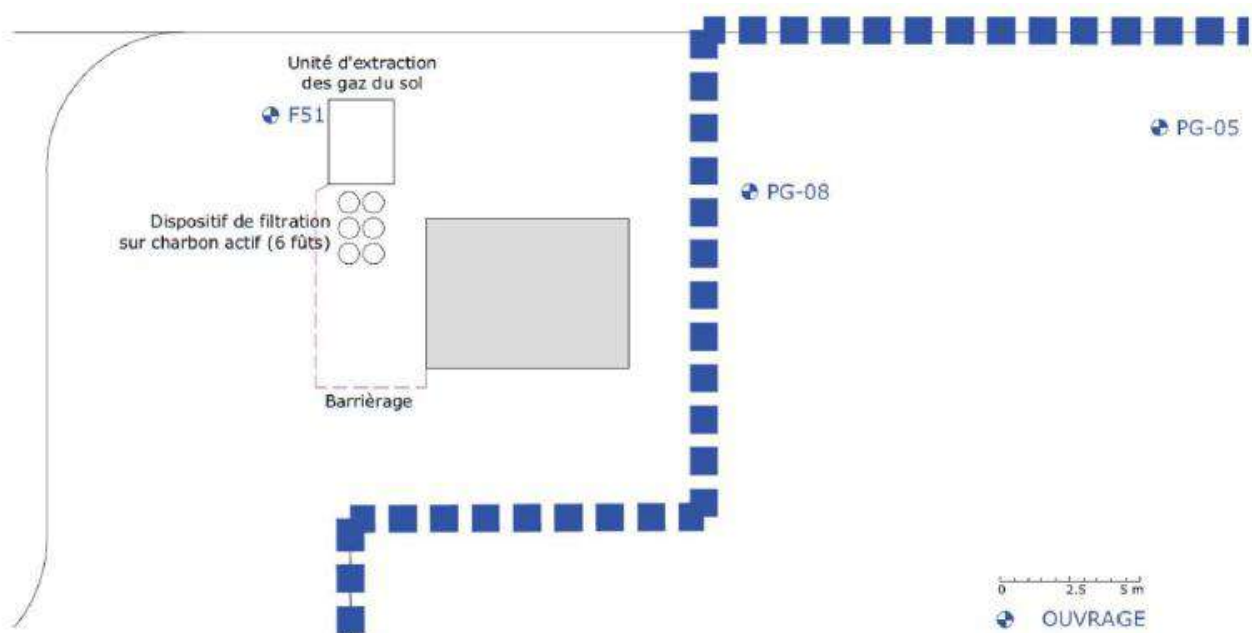 Unité d'extraction
des gaz du sol
F51
PG-05
PG-08
Dispositif de filtration
sur charbon actif (6 fûts)
Barrièrage
0 2.5 5 m
OUVRAGE